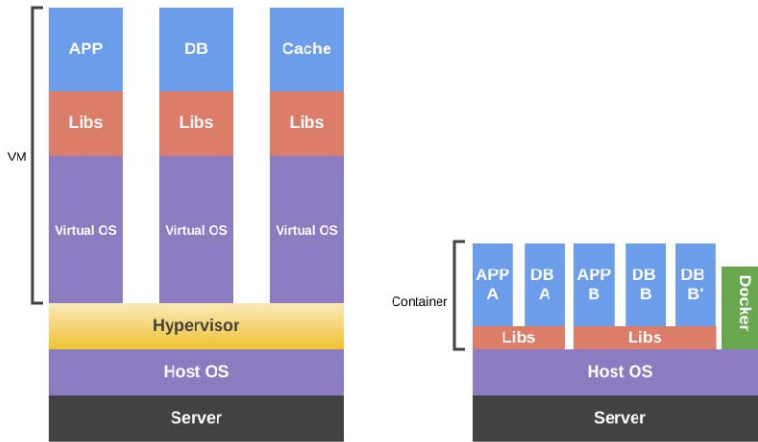 VM
APP
DB
Cache
Libs
Libs
Libs
Virtual OS
Virtual OS
Virtual OS
Hypervisor
Host OS
Server
Container
APP
A
DB
A
APP
B
DB
B
DB
B'
Docker
Libs
Libs
Host OS
Server